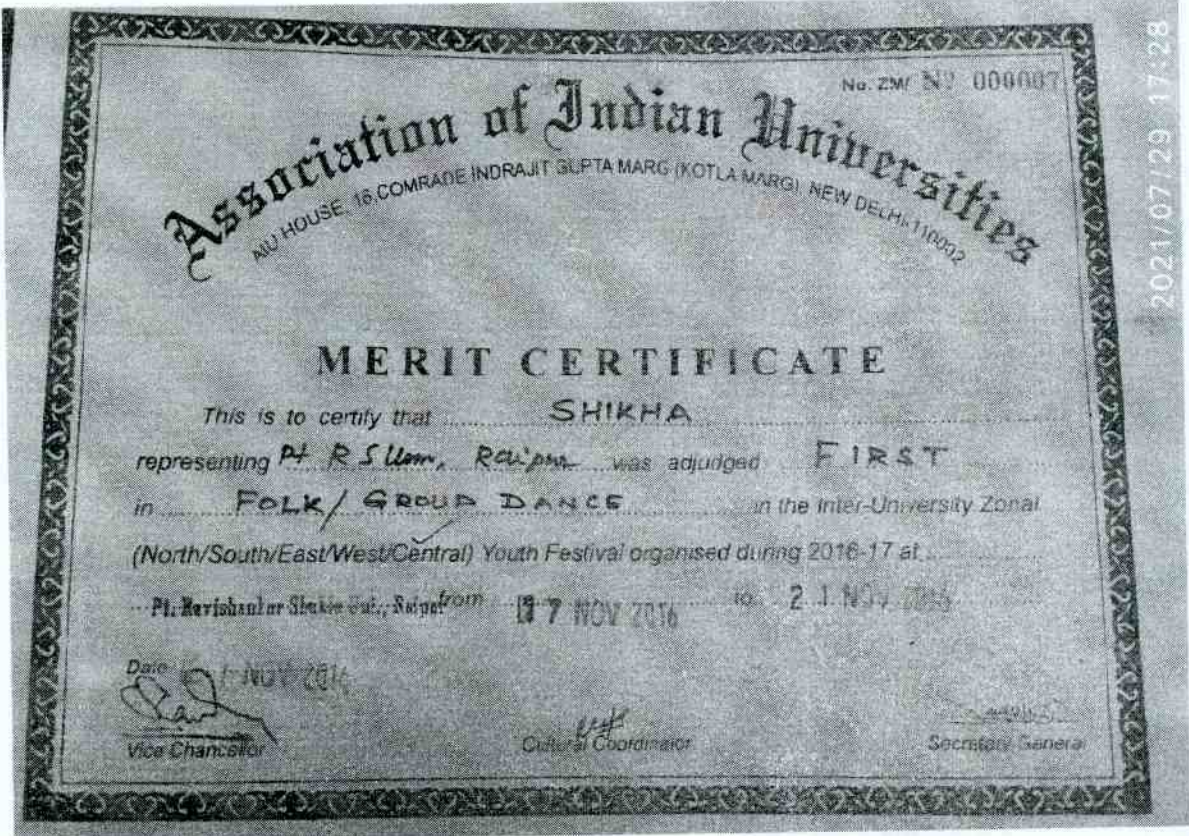 No. ZW/ Nº 000007
Association of Indian Universities
AIU HOUSE, 16, COMRADE INDRAJIT GUPTA MARG (KOTLA MARG), NEW DELHI-110002
MERIT CERTIFICATE
This is to certify that SHIKHA
representing Pt R S Uni, Raipur was adjudged FIRST
in FOLK/ GROUP DANCE in the Inter-University Zonal
(North/South/East/West/Central) Youth Festival organised during 2016-17 at
Pt. Ravishankar Shukla Uni., Raipur from 17 NOV 2016 to 21 NOV 2016
Date NOV 2016
Vice Chancellor Cultural Coordinator Secretary General
2021/07/29 17:28